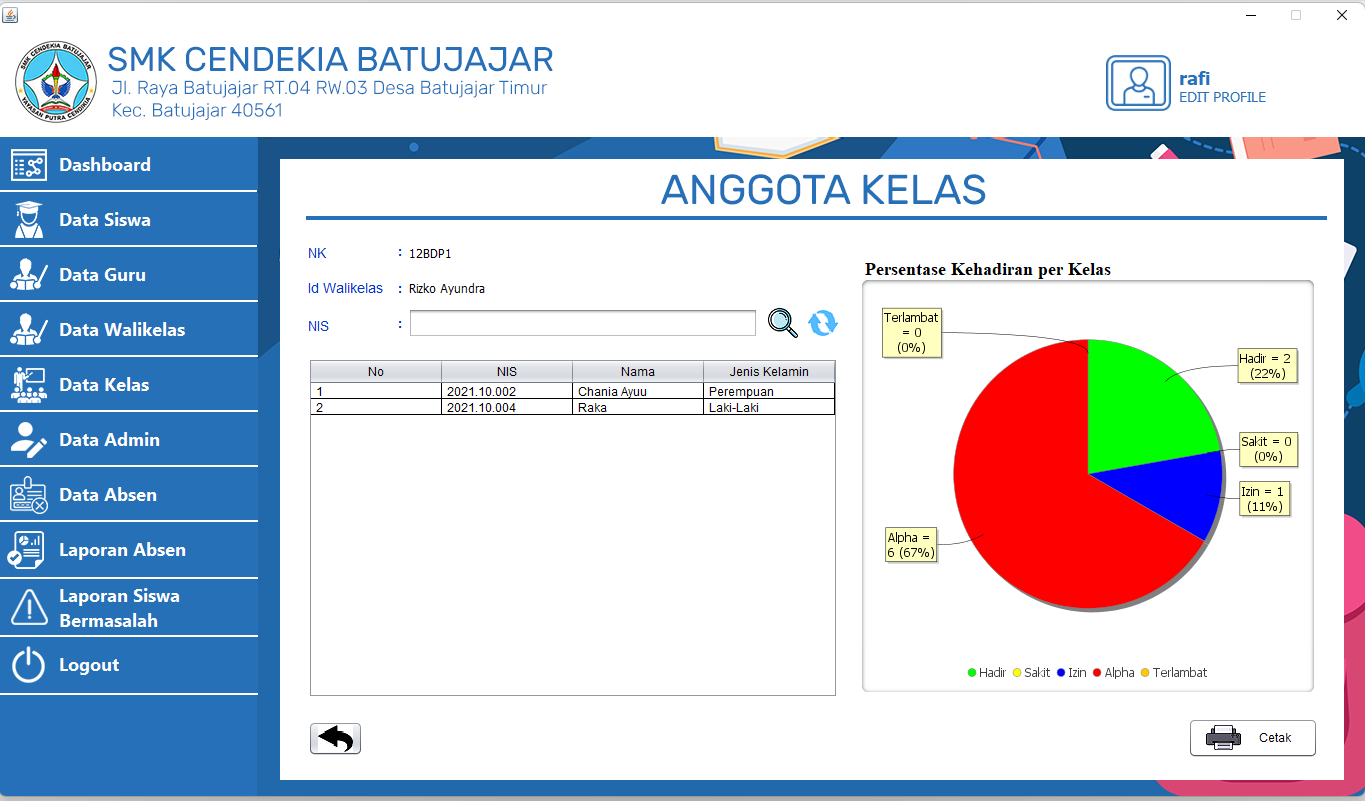 SMK CENDEKIA BATUJAJAR
YAYASAN PUTRA CENDIKIA
SMK CENDEKIA BATUJAJAR
Jl. Raya Batujajar RT.04 RW.03 Desa Batujajar Timur
Kec. Batujajar 40561
rafi
EDIT PROFILE
Dashboard
Data Siswa
Data Guru
Data Walikelas
Data Kelas
Data Admin
Data Absen
Laporan Absen
Laporan Siswa
Bermasalah
Logout
ANGGOTA KELAS
NK : 12BDP1
Id Walikelas : Rizko Ayundra
NIS :
No NIS Nama Jenis Kelamin
1 2021.10.002 Chania Ayuu Perempuan
2 2021.10.004 Raka Laki-Laki
Persentase Kehadiran per Kelas
Terlambat
= 0
(0%)
Hadir = 2
(22%)
Sakit = 0
(0%)
Izin = 1
(11%)
Alpha =
6 (67%)
Hadir Sakit Izin Alpha Terlambat
Cetak